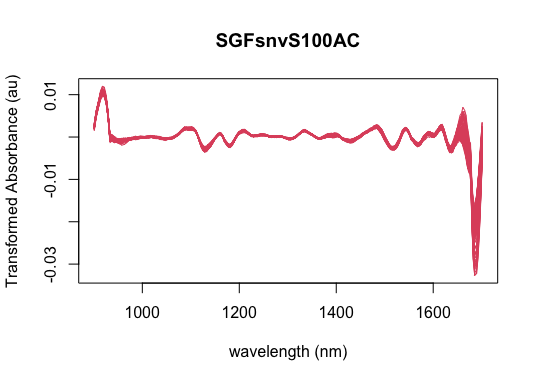 SGFsnvS100AC
Transformed Absorbance (au)
0.01
-0.01
-0.03
1000 1200 1400 1600
wavelength (nm)